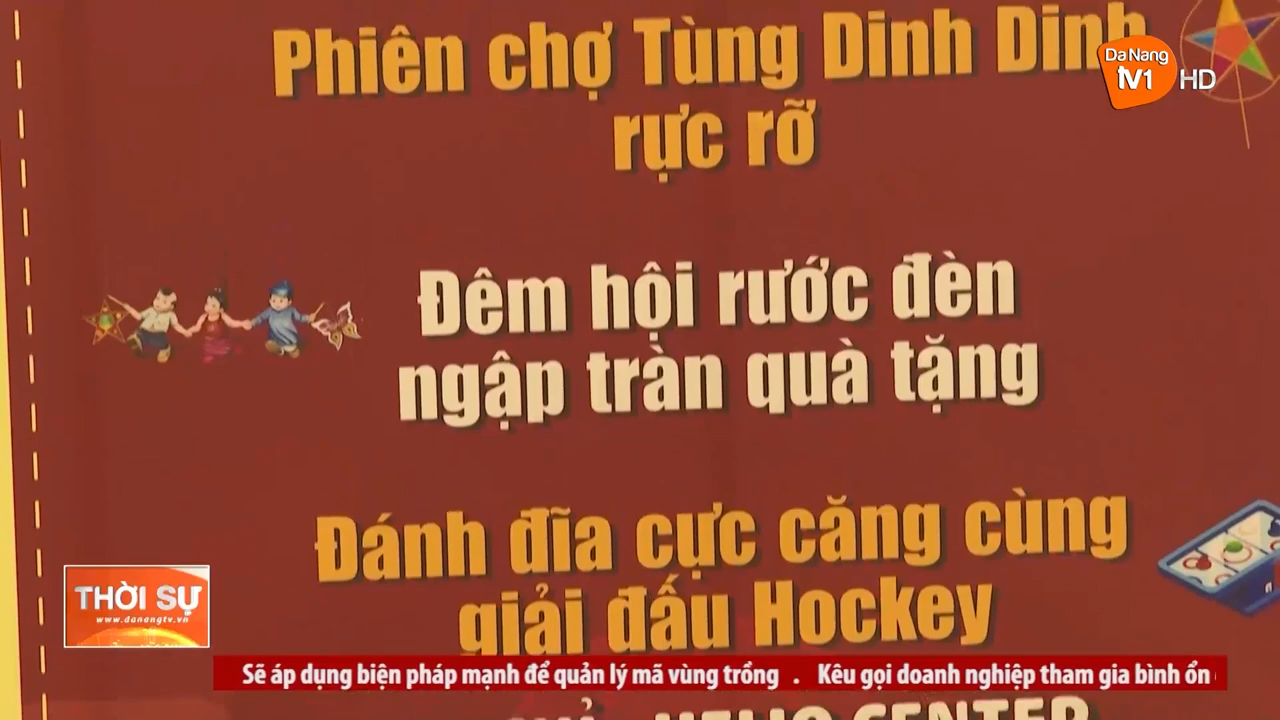 Phiên chợ Tùng Dinh Dinh
rực rỡ
Da Nang
TV1 HD
Đêm hội rước đèn
ngập tràn quà tặng
Đánh đĩa cực căng cùng
giải đấu Hockey
THỜI SỰ
www.danangtv.vn
Sẽ áp dụng biện pháp mạnh để quản lý mã vùng trồng . Kêu gọi doanh nghiệp tham gia bình ổn
HELIO CENTER